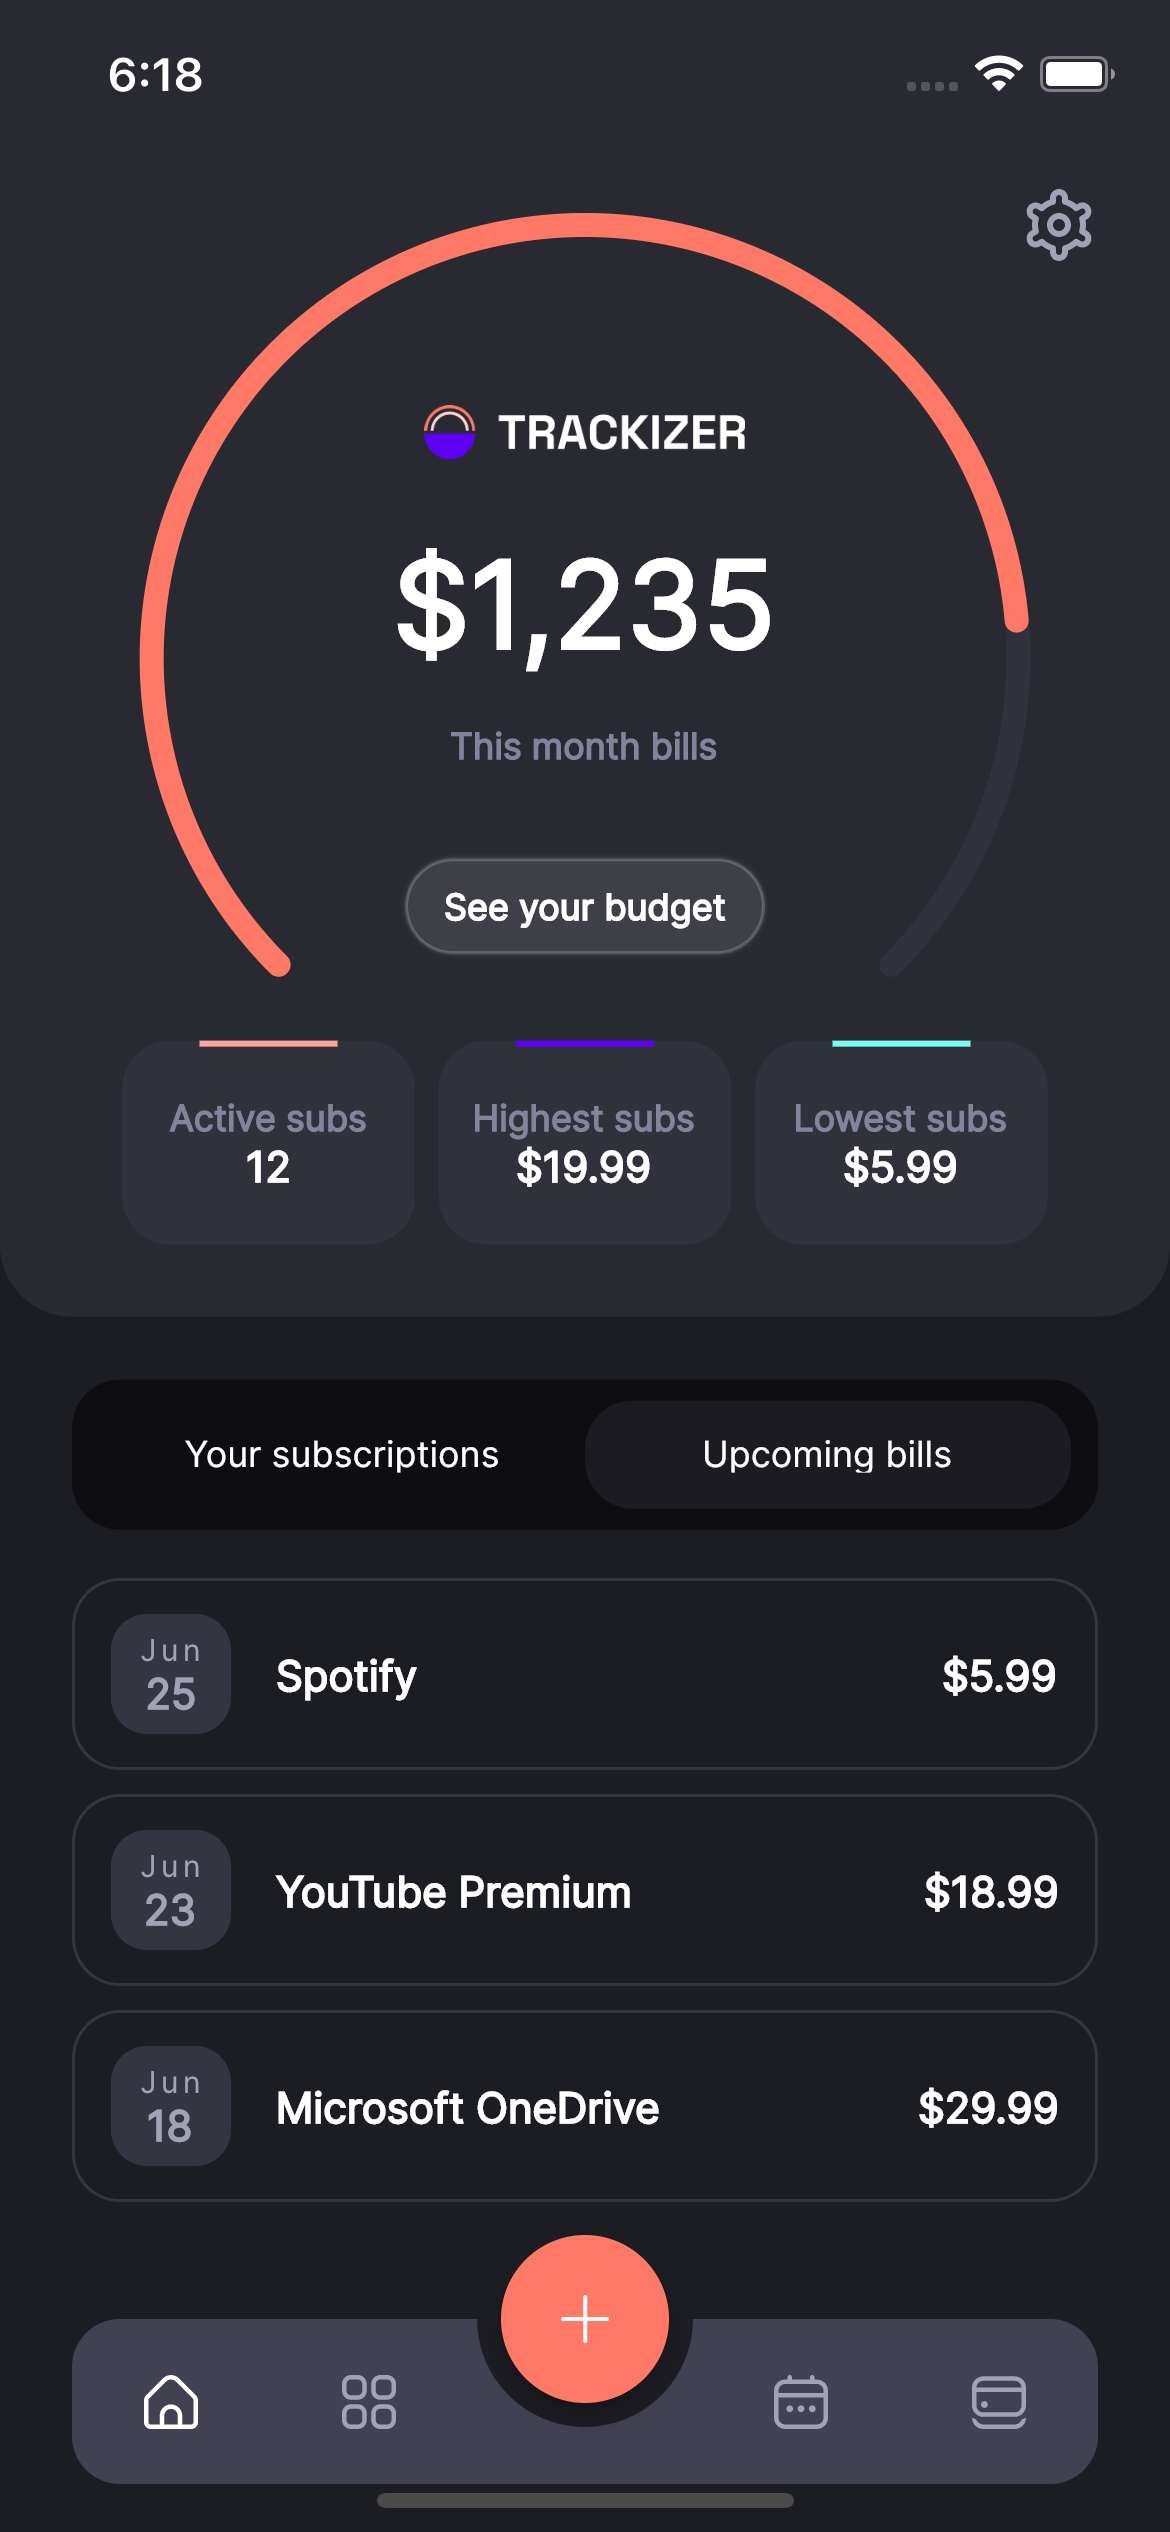 6:18
TRACKIZER
$1,235
This month bills
See your budget
Active subs
12
Highest subs
$19.99
Lowest subs
$5.99
Your subscriptions
Upcoming bills
Jun
25
Spotify
$5.99
Jun
23
YouTube Premium
$18.99
Jun
18
Microsoft OneDrive
$29.99